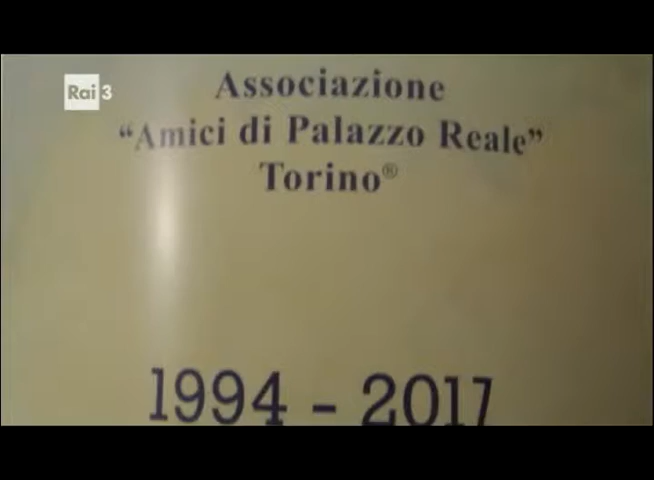 Rai 3
Associazione
“Amici di Palazzo Reale”
Torino®
1994 - 2017